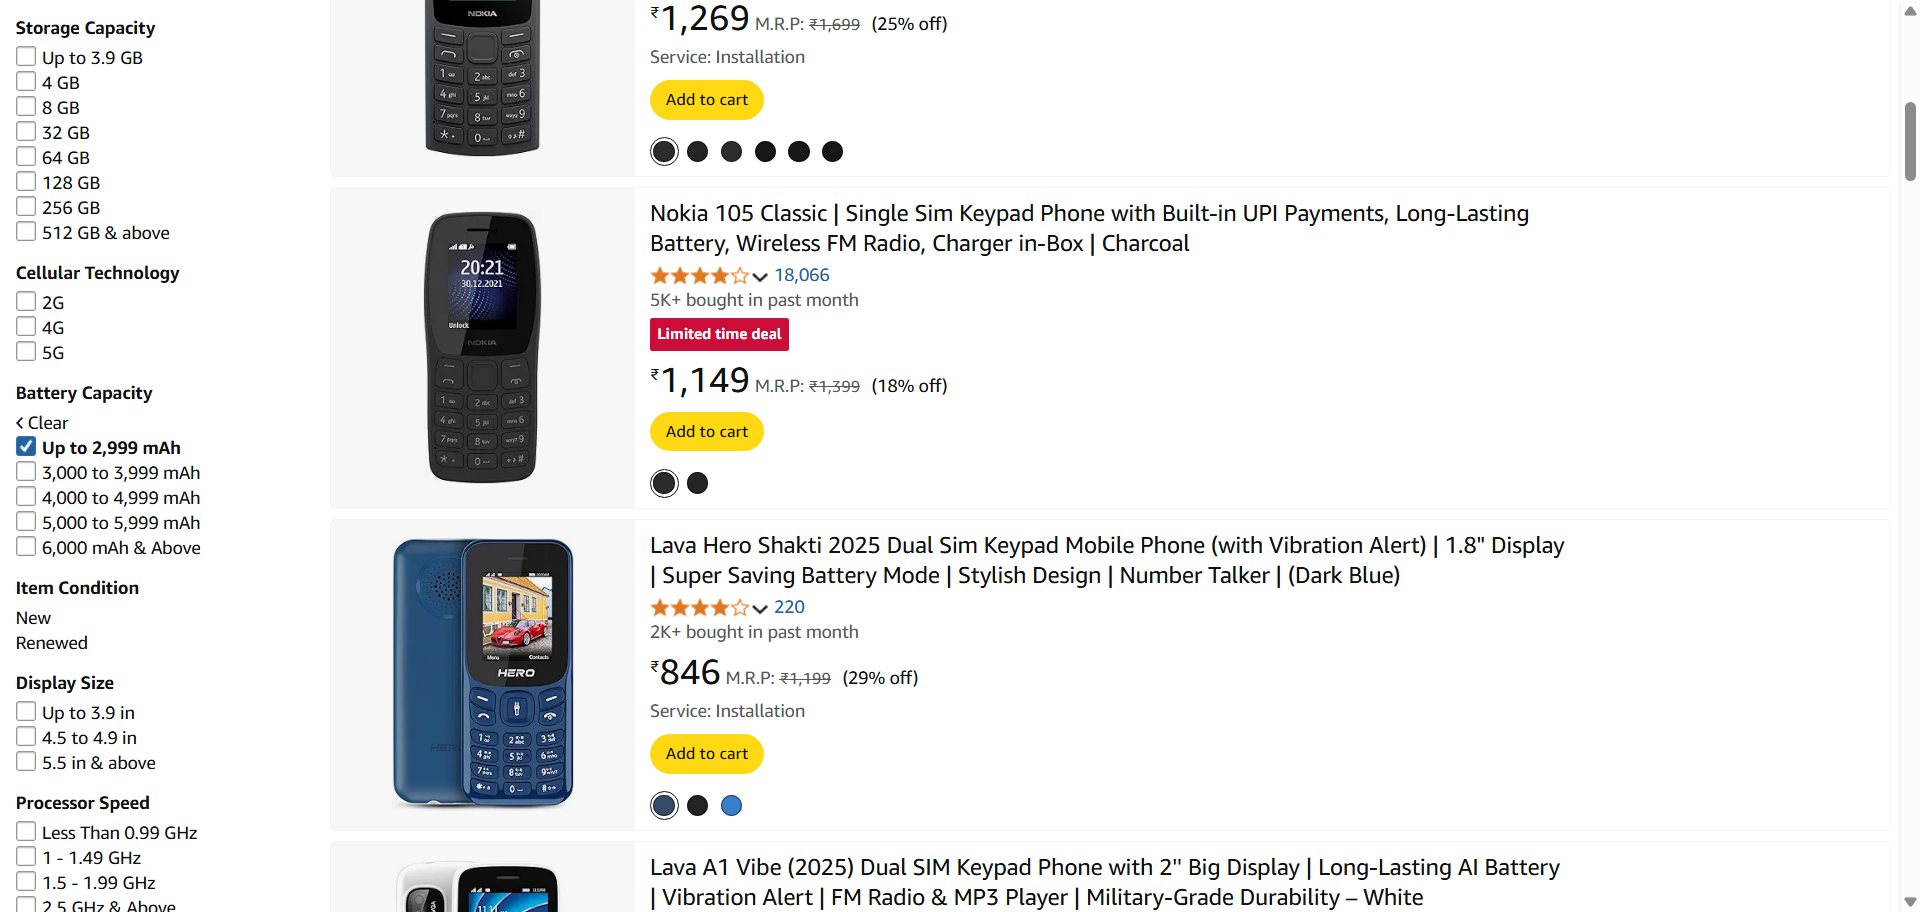 Storage Capacity
Up to 3.9 GB
4 GB
8 GB
32 GB
64 GB
128 GB
256 GB
512 GB & above
Cellular Technology
2G
4G
5G
Battery Capacity
< Clear
Up to 2,999 mAh
3,000 to 3,999 mAh
4,000 to 4,999 mAh
5,000 to 5,999 mAh
6,000 mAh & Above
Item Condition
New
Renewed
Display Size
Up to 3.9 in
4.5 to 4.9 in
5.5 in & above
Processor Speed
Less Than 0.99 GHz
1 - 1.49 GHz
1.5 - 1.99 GHz
2.5 GHz & Above
NOKIA
₹1,269 M.R.P: ₹1,699 (25% off)
Service: Installation
Add to cart
20:21
30.12.2021
Unlock
NOKIA
Nokia 105 Classic | Single Sim Keypad Phone with Built-in UPI Payments, Long-Lasting
Battery, Wireless FM Radio, Charger in-Box | Charcoal
18,066
5K+ bought in past month
Limited time deal
₹1,149 M.R.P: ₹1,399 (18% off)
Add to cart
Menu Contacts
HERO
Lava Hero Shakti 2025 Dual Sim Keypad Mobile Phone (with Vibration Alert) | 1.8" Display
| Super Saving Battery Mode | Stylish Design | Number Talker | (Dark Blue)
220
2K+ bought in past month
₹846 M.R.P: ₹1,199 (29% off)
Service: Installation
Add to cart
Lava A1 Vibe (2025) Dual SIM Keypad Phone with 2" Big Display | Long-Lasting AI Battery
| Vibration Alert | FM Radio & MP3 Player | Military-Grade Durability – White